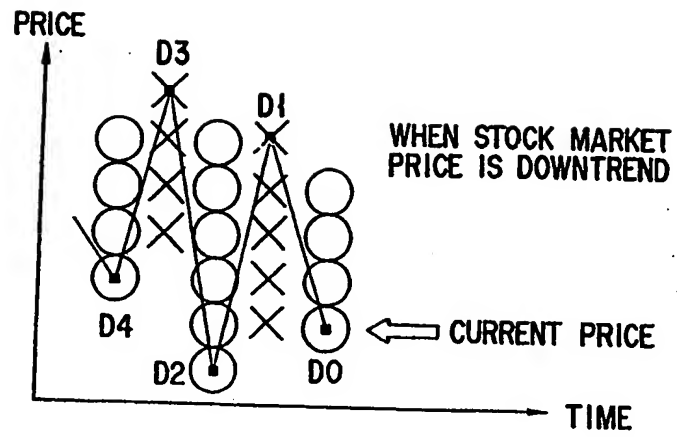 PRICE
D3
D1
WHEN STOCK MARKET
PRICE IS DOWNTREND
D4
D2
D0
CURRENT PRICE
TIME